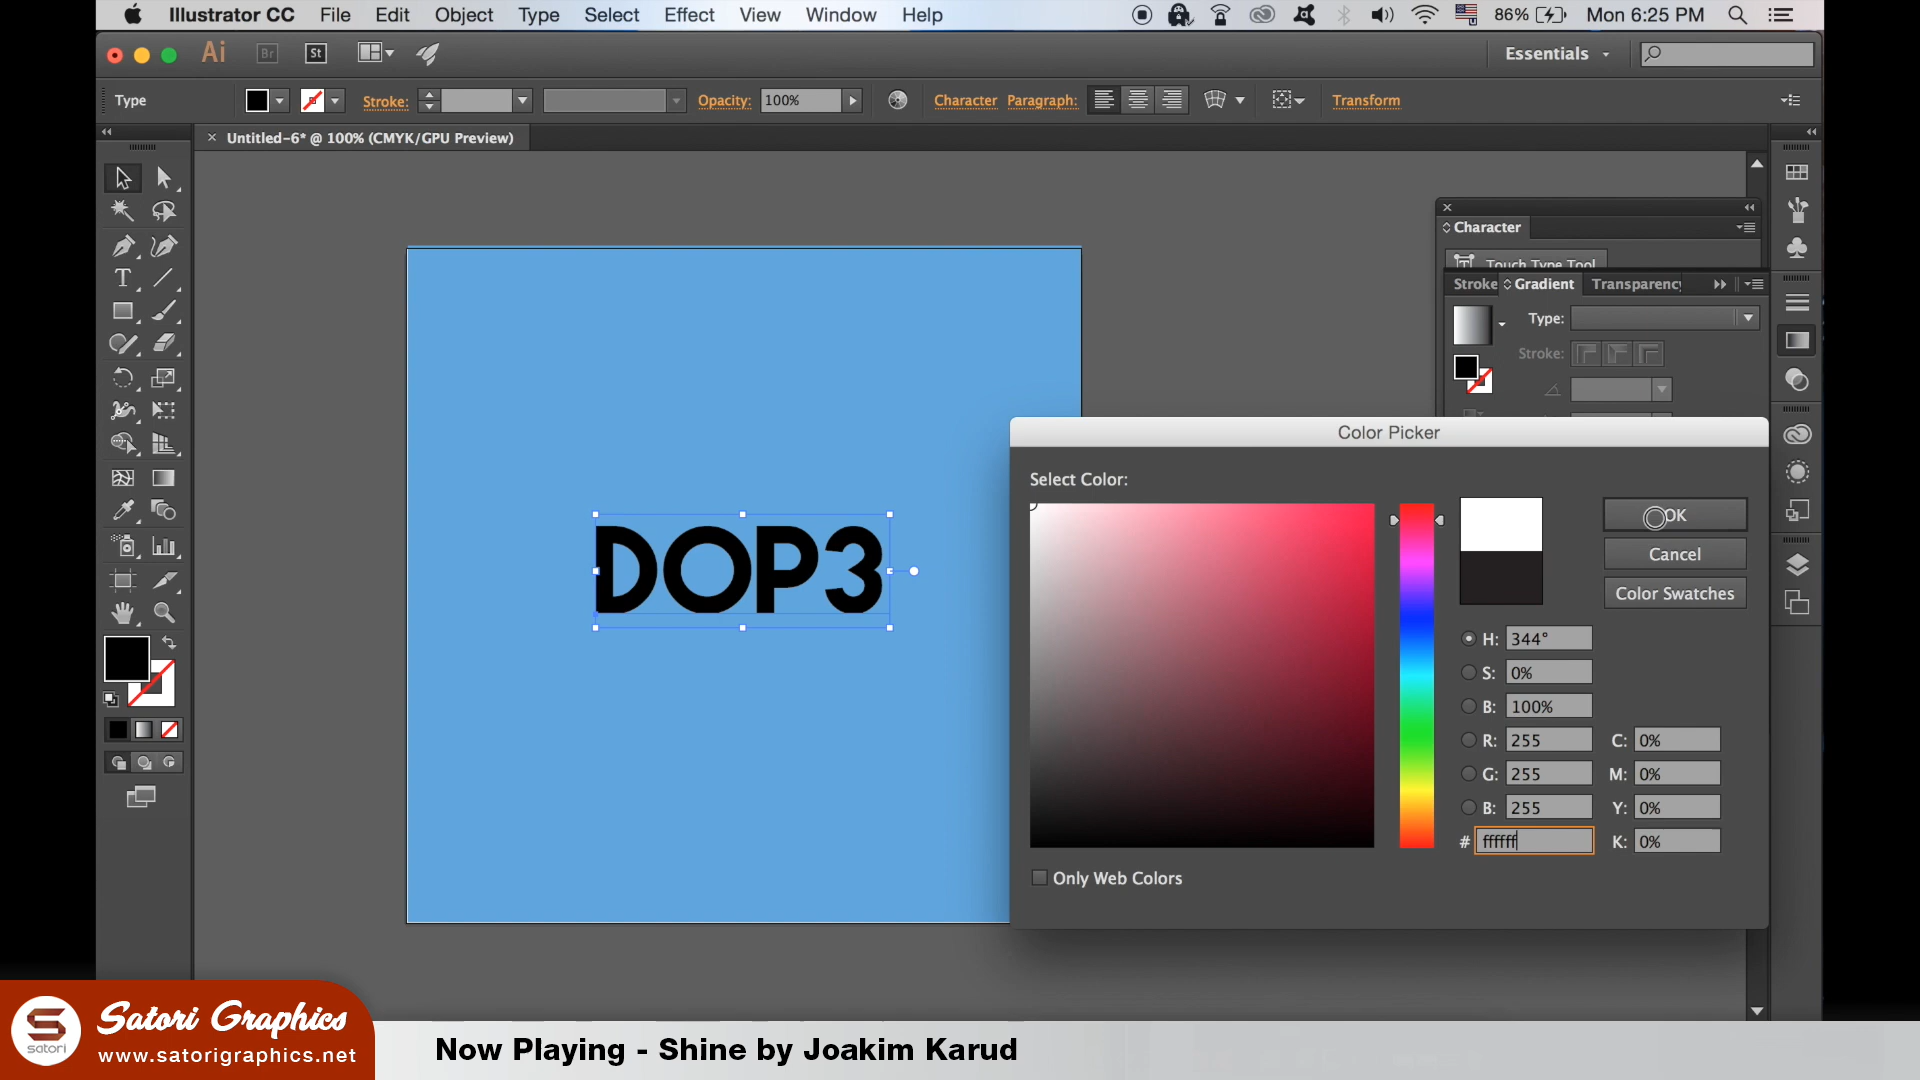 Illustrator CC File Edit Object Type Select Effect View Window Help 86% Mon 6:25 PM
Ai Br St Essentials
Type Stroke: Opacity: 100% Character Paragraph: Transform
× Untitled-6* @ 100% (CMYK/GPU Preview)
Character
Touch Type Tool
Stroke Gradient Transparency
Type:
Stroke:
Color Picker
Select Color:
OK
Cancel
Color Swatches
DOP3
H: 344°
S: 0%
B: 100%
R: 255 C: 0%
G: 255 M: 0%
B: 255 Y: 0%
# ffffff K: 0%
Only Web Colors
Satori Graphics
satori
www.satorigraphics.net
Now Playing - Shine by Joakim Karud